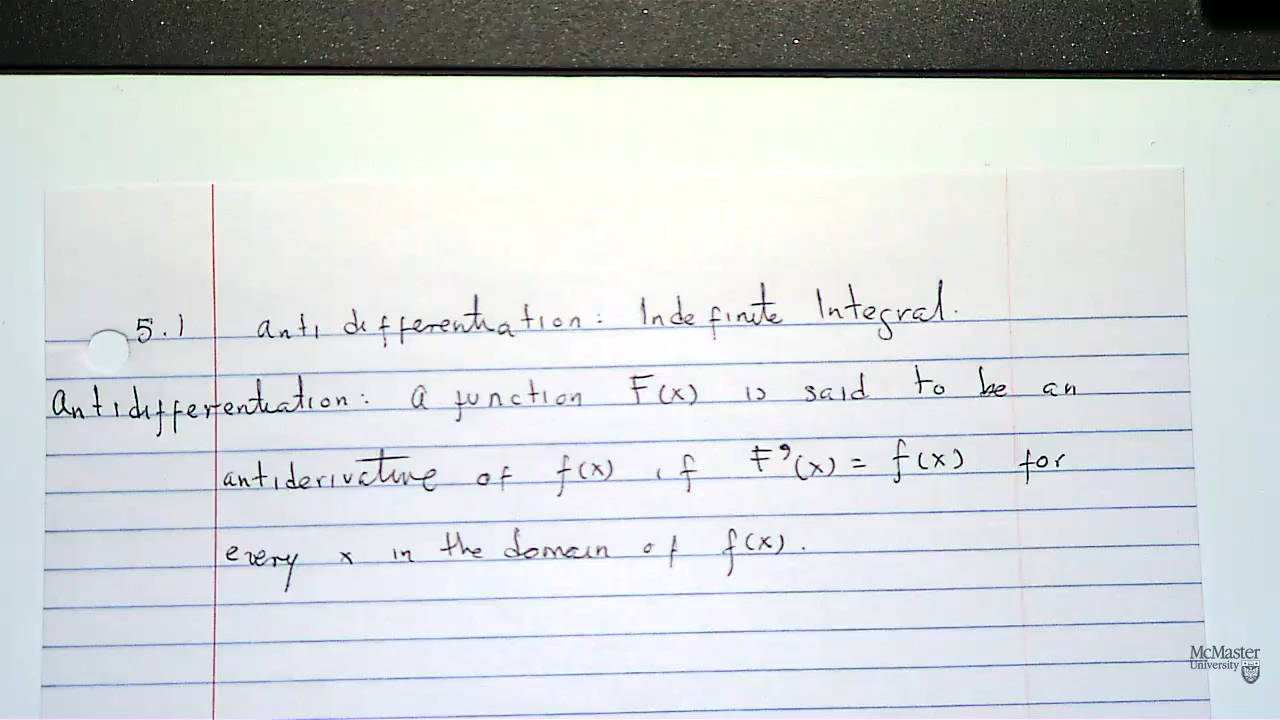 5.1 anti differentiation: Indefinite Integral.
Antidifferentiation: A function F(x) is said to be an
antiderivative of f(x) if F'(x) = f(x) for
every x in the domain of f(x).
McMaster
University